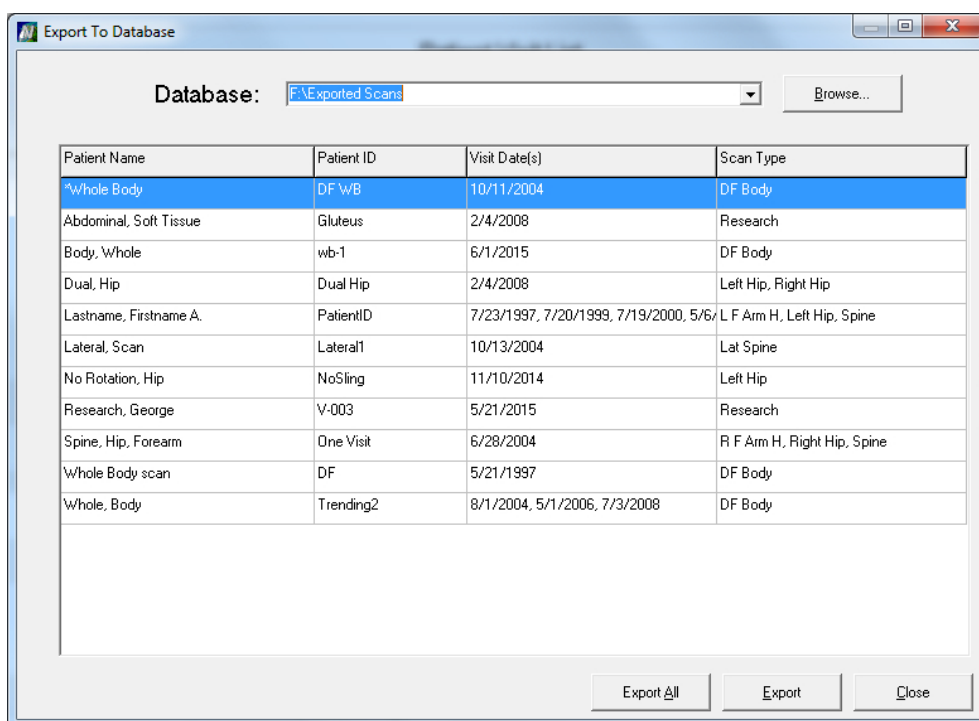 Export To Database
Database: F:\Exported Scans Browse...
Patient Name Patient ID Visit Date(s) Scan Type
*Whole Body DF WB 10/11/2004 DF Body
Abdominal, Soft Tissue Gluteus 2/4/2008 Research
Body, Whole wb-1 6/1/2015 DF Body
Dual, Hip Dual Hip 2/4/2008 Left Hip, Right Hip
Lastname, Firstname A. PatientID 7/23/1997, 7/20/1999, 7/19/2000, 5/6/ L F Arm H, Left Hip, Spine
Lateral, Scan Lateral1 10/13/2004 Lat Spine
No Rotation, Hip NoSling 11/10/2014 Left Hip
Research, George V-003 5/21/2015 Research
Spine, Hip, Forearm One Visit 6/28/2004 R F Arm H, Right Hip, Spine
Whole Body scan DF 5/21/1997 DF Body
Whole, Body Trending2 8/1/2004, 5/1/2006, 7/3/2008 DF Body
Export All Export Close